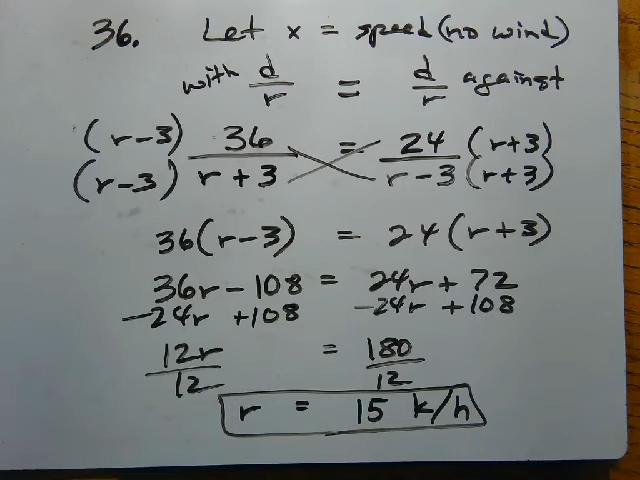 36. Let x = speed (no wind)
with d/r = d/r against
(r-3) 36 = 24 (r+3)
(r-3) r+3 r-3 (r+3)
36(r-3) = 24(r+3)
36r-108 = 24r+72
-24r +108 -24r +108
12r/12 = 180/12
r = 15 k/h